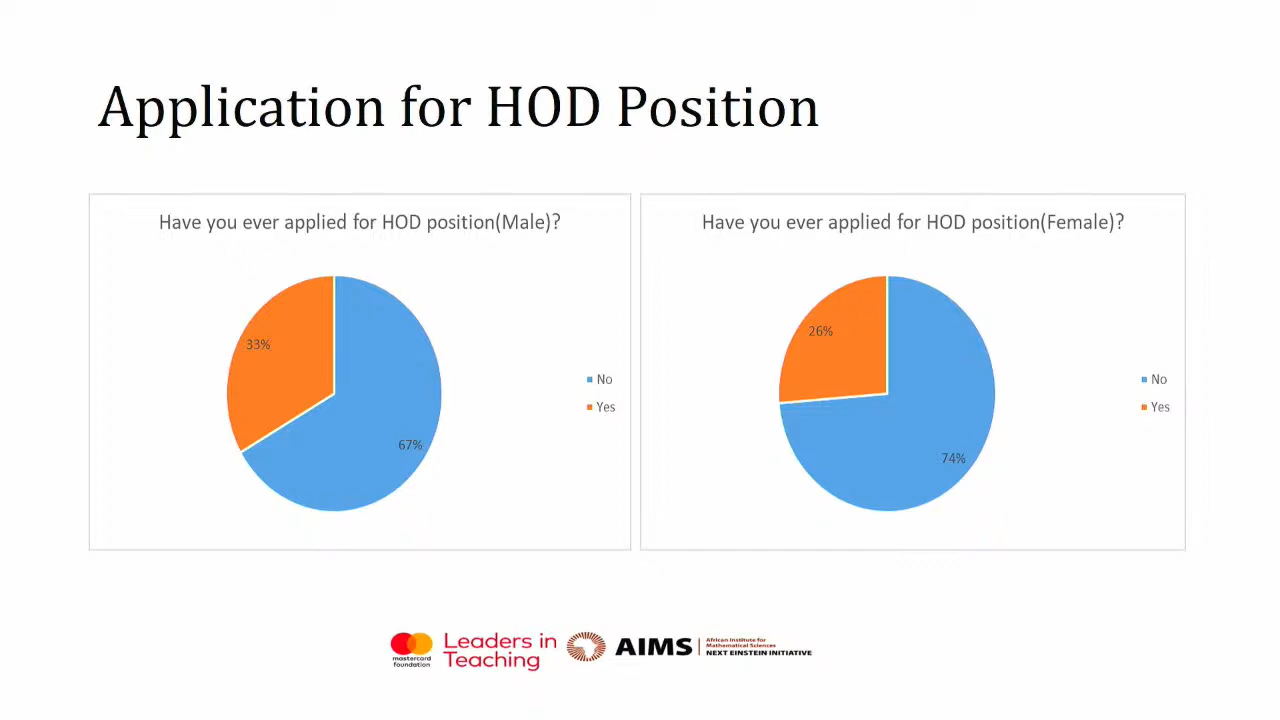 Application for HOD Position
Have you ever applied for HOD position(Male)?
33%
67%
No
Yes
Have you ever applied for HOD position(Female)?
26%
74%
No
Yes
mastercard
foundation
Leaders in
Teaching
AIMS
African Institute for
Mathematical Sciences
NEXT EINSTEIN INITIATIVE